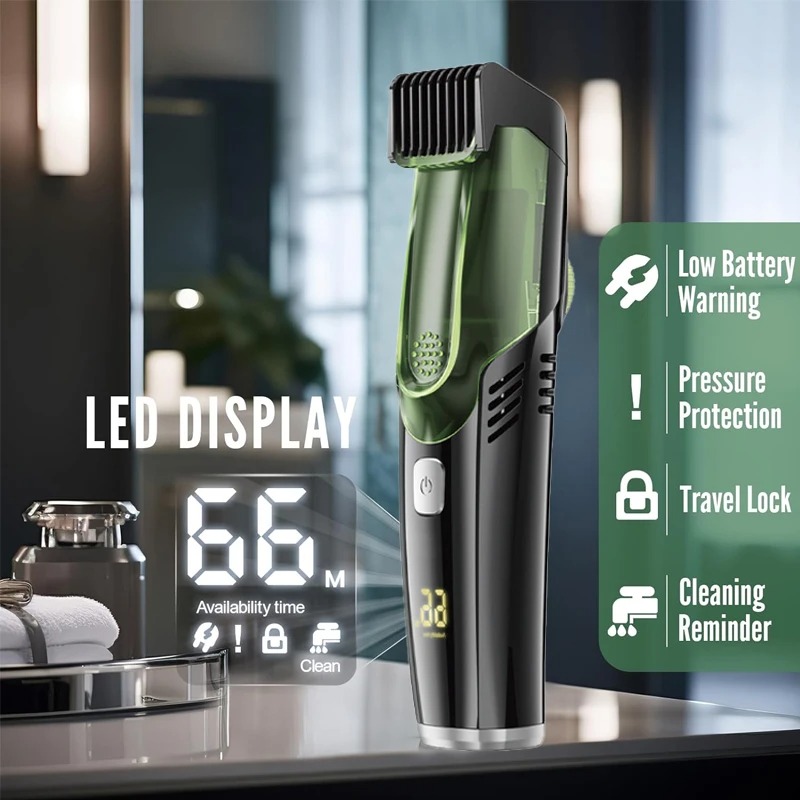 LED DISPLAY
66 M
Availability time
Clean
Low Battery
Warning
Pressure
Protection
Travel Lock
Cleaning
Reminder